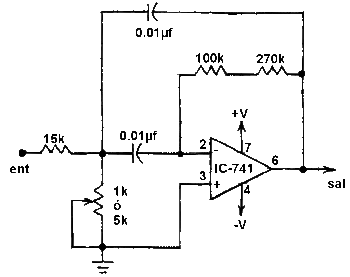 0.01µf
100k
270k
15k
0.01µf
+V
2
-
7
6
IC-741
ent
3
+
4
sal
1k
ó
5k
-V